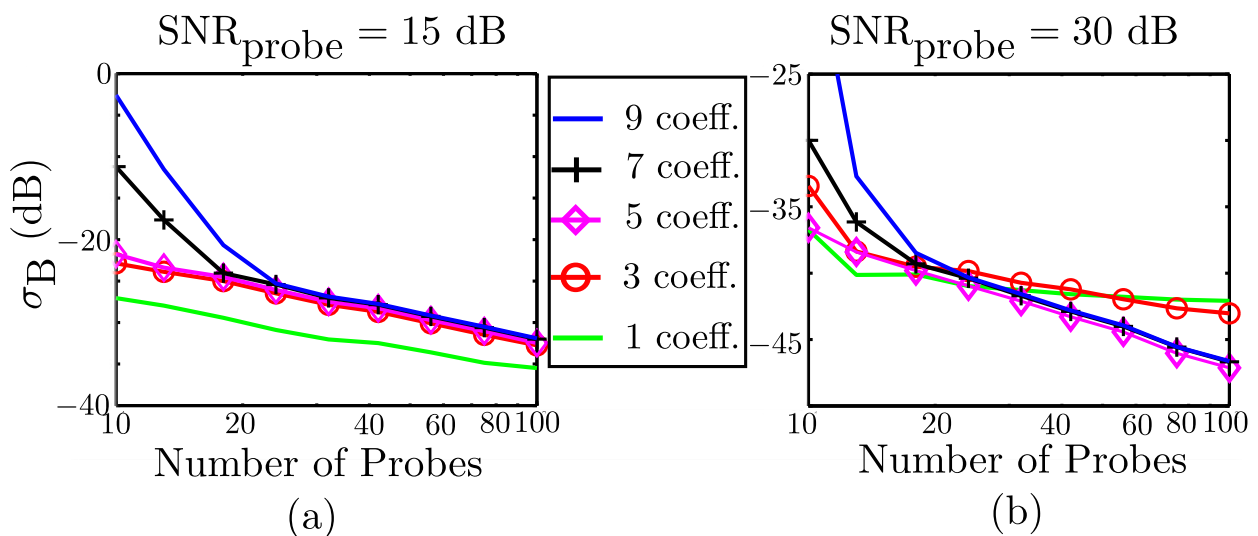 SNRprobe = 15 dB
SNRprobe = 30 dB
0
−20
−40
σB (dB)
10 20 40 60 80 100
Number of Probes
(a)
9 coeff.
7 coeff.
5 coeff.
3 coeff.
1 coeff.
−25
−35
−45
10 20 40 60 80 100
Number of Probes
(b)